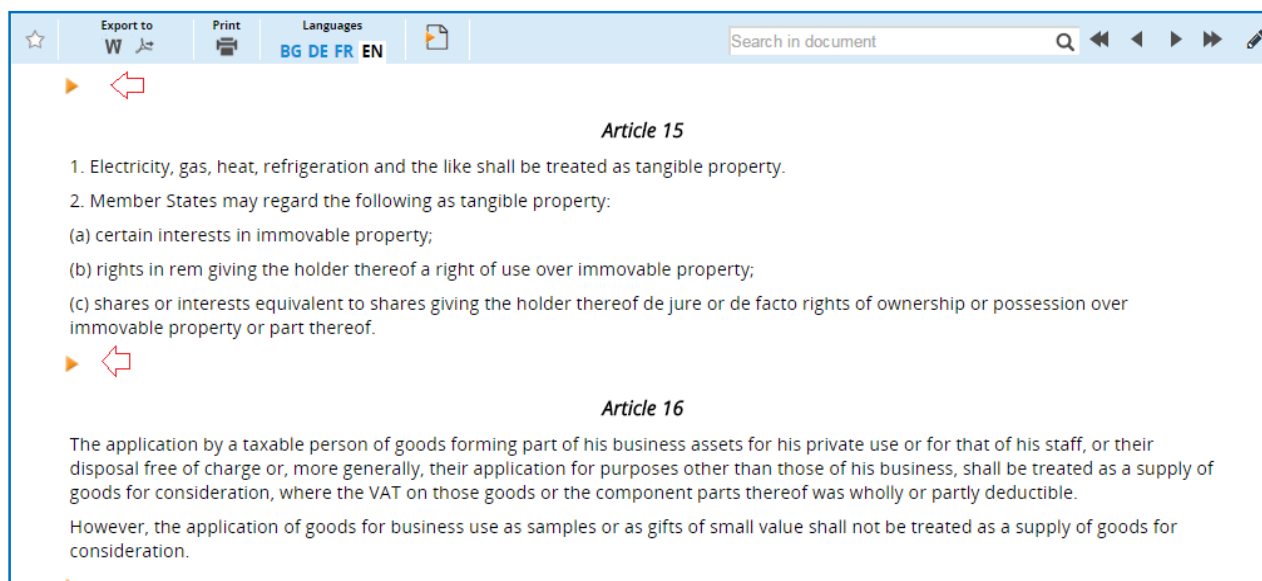 Export to
Print
Languages
BG DE FR EN
Search in document
Article 15
1. Electricity, gas, heat, refrigeration and the like shall be treated as tangible property.
2. Member States may regard the following as tangible property:
(a) certain interests in immovable property;
(b) rights in rem giving the holder thereof a right of use over immovable property;
(c) shares or interests equivalent to shares giving the holder thereof de jure or de facto rights of ownership or possession over
immovable property or part thereof.
Article 16
The application by a taxable person of goods forming part of his business assets for his private use or for that of his staff, or their
disposal free of charge or, more generally, their application for purposes other than those of his business, shall be treated as a supply of
goods for consideration, where the VAT on those goods or the component parts thereof was wholly or partly deductible.
However, the application of goods for business use as samples or as gifts of small value shall not be treated as a supply of goods for
consideration.